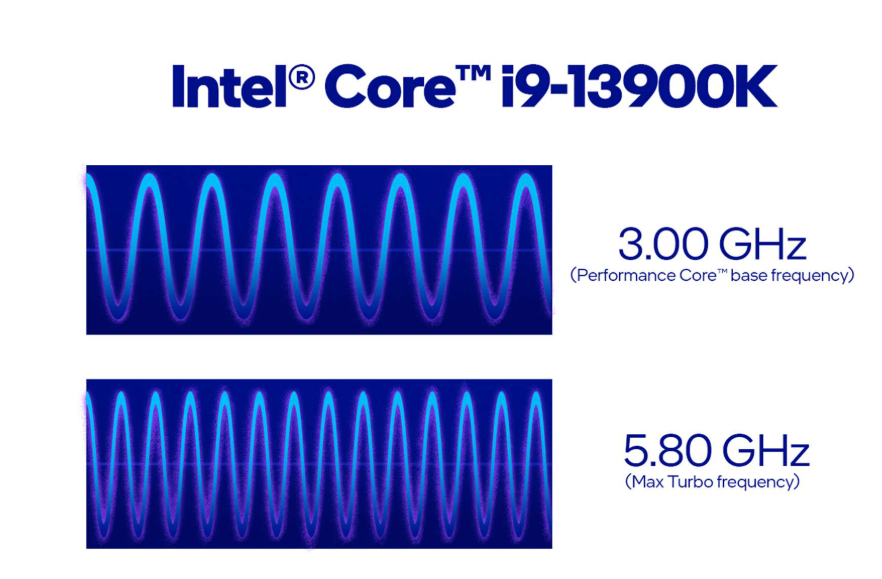 Intel® Core™ i9-13900K
3.00 GHz
(Performance Core™ base frequency)
5.80 GHz
(Max Turbo frequency)